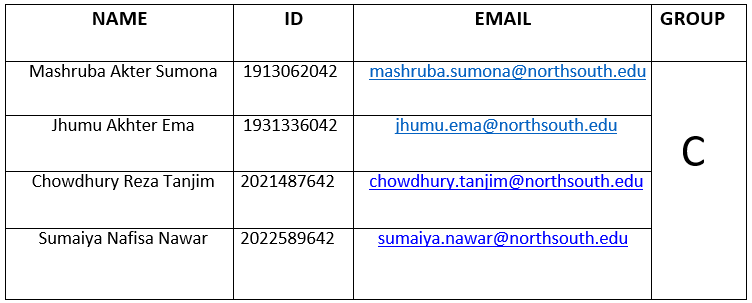 NAME ID EMAIL GROUP
Mashruba Akter Sumona 1913062042 mashruba.sumona@northsouth.edu
Jhumu Akhter Ema 1931336042 jhumu.ema@northsouth.edu
C
Chowdhury Reza Tanjim 2021487642 chowdhury.tanjim@northsouth.edu
Sumaiya Nafisa Nawar 2022589642 sumaiya.nawar@northsouth.edu